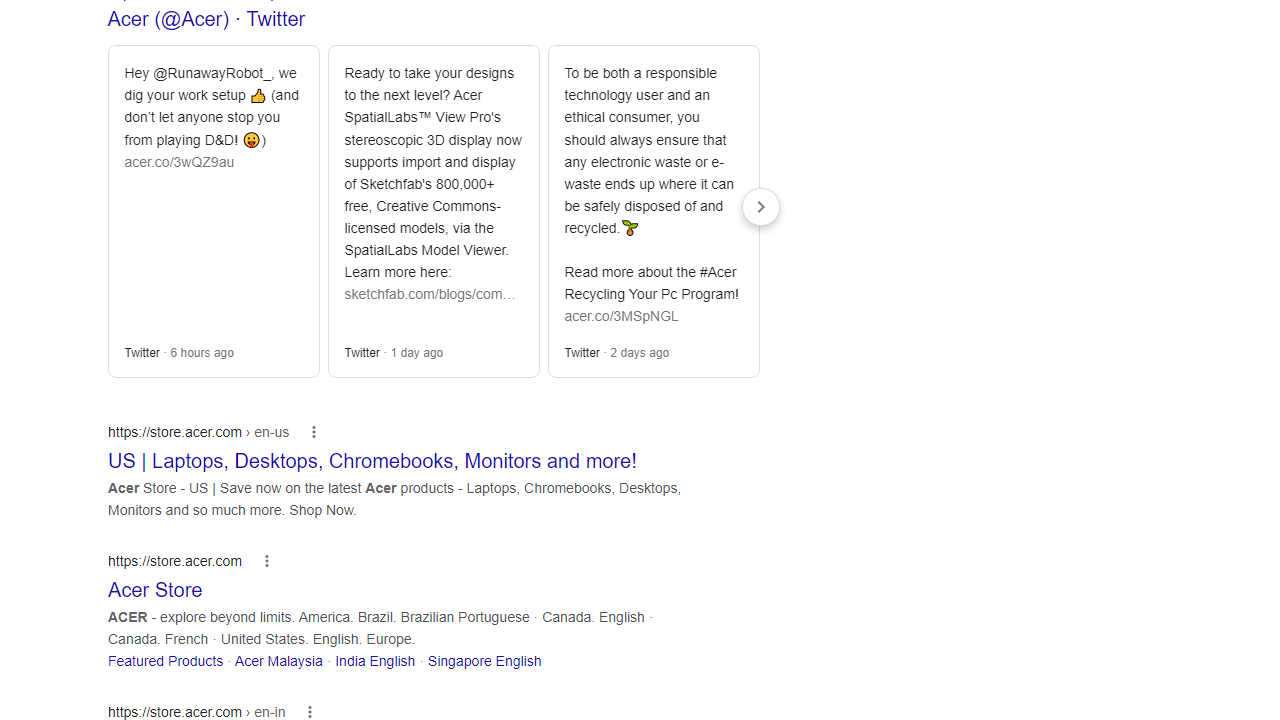 Acer (@Acer) · Twitter
Hey @RunawayRobot_, we
dig your work setup 👍 (and
don’t let anyone stop you
from playing D&D! 😛)
acer.co/3wQZ9au
Twitter · 6 hours ago
Ready to take your designs
to the next level? Acer
SpatialLabs™ View Pro's
stereoscopic 3D display now
supports import and display
of Sketchfab's 800,000+
free, Creative Commons-
licensed models, via the
SpatialLabs Model Viewer.
Learn more here:
sketchfab.com/blogs/com…
Twitter · 1 day ago
To be both a responsible
technology user and an
ethical consumer, you
should always ensure that
any electronic waste or e-
waste ends up where it can
be safely disposed of and
recycled.🌱
Read more about the #Acer
Recycling Your Pc Program!
acer.co/3MSpNGL
Twitter · 2 days ago
https://store.acer.com › en-us
US | Laptops, Desktops, Chromebooks, Monitors and more!
Acer Store - US | Save now on the latest Acer products - Laptops, Chromebooks, Desktops,
Monitors and so much more. Shop Now.
https://store.acer.com
Acer Store
ACER - explore beyond limits. America. Brazil. Brazilian Portuguese · Canada. English ·
Canada. French · United States. English. Europe.
Featured Products · Acer Malaysia · India English · Singapore English
https://store.acer.com › en-in